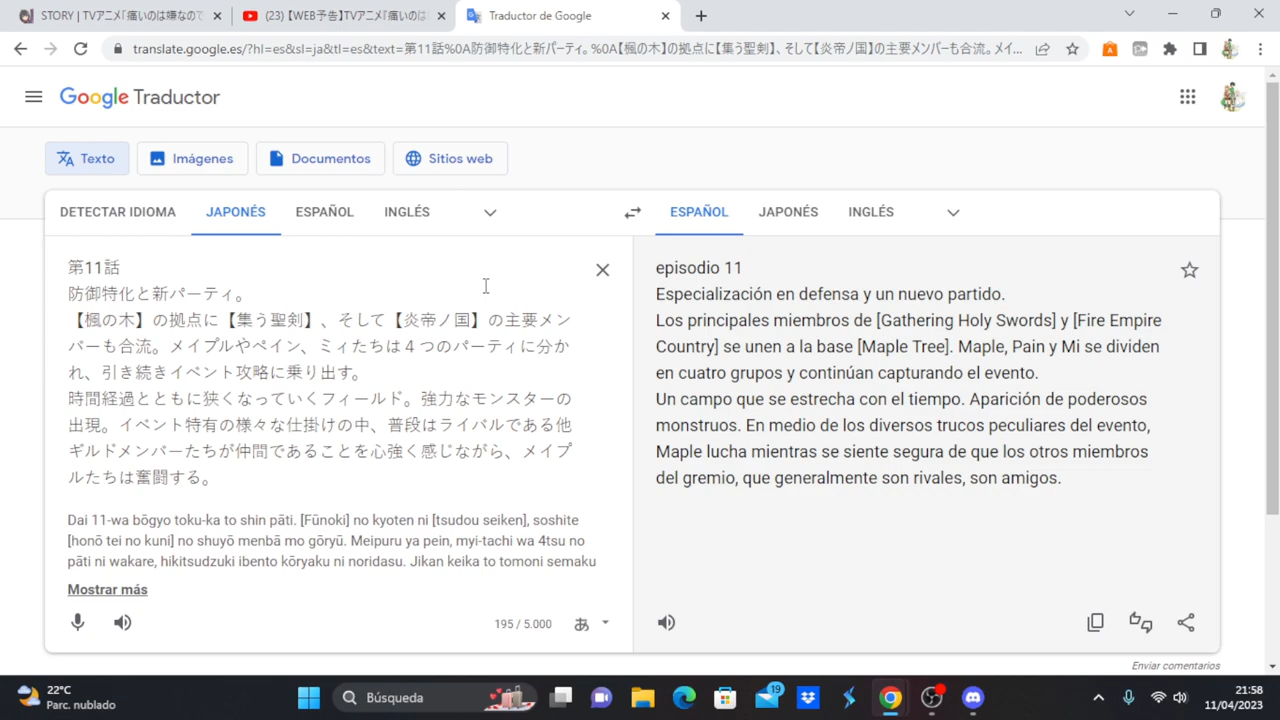 STORY | TVアニメ「痛いのは嫌なので
(23) 【WEB予告】TVアニメ「痛いのは
Traductor de Google
translate.google.es/?hl=es&sl=ja&tl=es&text=第11話%0A防御特化と新パーティ。%0A【楓の木】の拠点に【集う聖剣】、そして【炎帝ノ国】の主要メンバーも合流。メイ...
Google Traductor
Texto
Imágenes
Documentos
Sitios web
DETECTAR IDIOMA JAPONÉS ESPAÑOL INGLÉS
ESPAÑOL JAPONÉS INGLÉS
第11話
防御特化と新パーティ。
【楓の木】の拠点に【集う聖剣】、そして【炎帝ノ国】の主要メン
バーも合流。メイプルやペイン、ミィたちは４つのパーティに分か
れ、引き続きイベント攻略に乗り出す。
時間経過とともに狭くなっていくフィールド。強力なモンスターの
出現。イベント特有の様々な仕掛けの中、普段はライバルである他
ギルドメンバーたちが仲間であることを心強く感じながら、メイプ
ルたちは奮闘する。
Dai 11-wa bōgyo toku-ka to shin pāti. [Fūnoki] no kyoten ni [tsudou seiken], soshite
[honō tei no kuni] no shuyō menbā mo gōryū. Meipuru ya pein, myi-tachi wa 4tsu no
pāti ni wakare, hikitsudzuki ibento kōryaku ni noridasu. Jikan keika to tomoni semaku
Mostrar más
195 / 5.000
あ
episodio 11
Especialización en defensa y un nuevo partido.
Los principales miembros de [Gathering Holy Swords] y [Fire Empire
Country] se unen a la base [Maple Tree]. Maple, Pain y Mi se dividen
en cuatro grupos y continúan capturando el evento.
Un campo que se estrecha con el tiempo. Aparición de poderosos
monstruos. En medio de los diversos trucos peculiares del evento,
Maple lucha mientras se siente segura de que los otros miembros
del gremio, que generalmente son rivales, son amigos.
Enviar comentarios
22°C
Parc. nublado
Búsqueda
19
21:58
11/04/2023